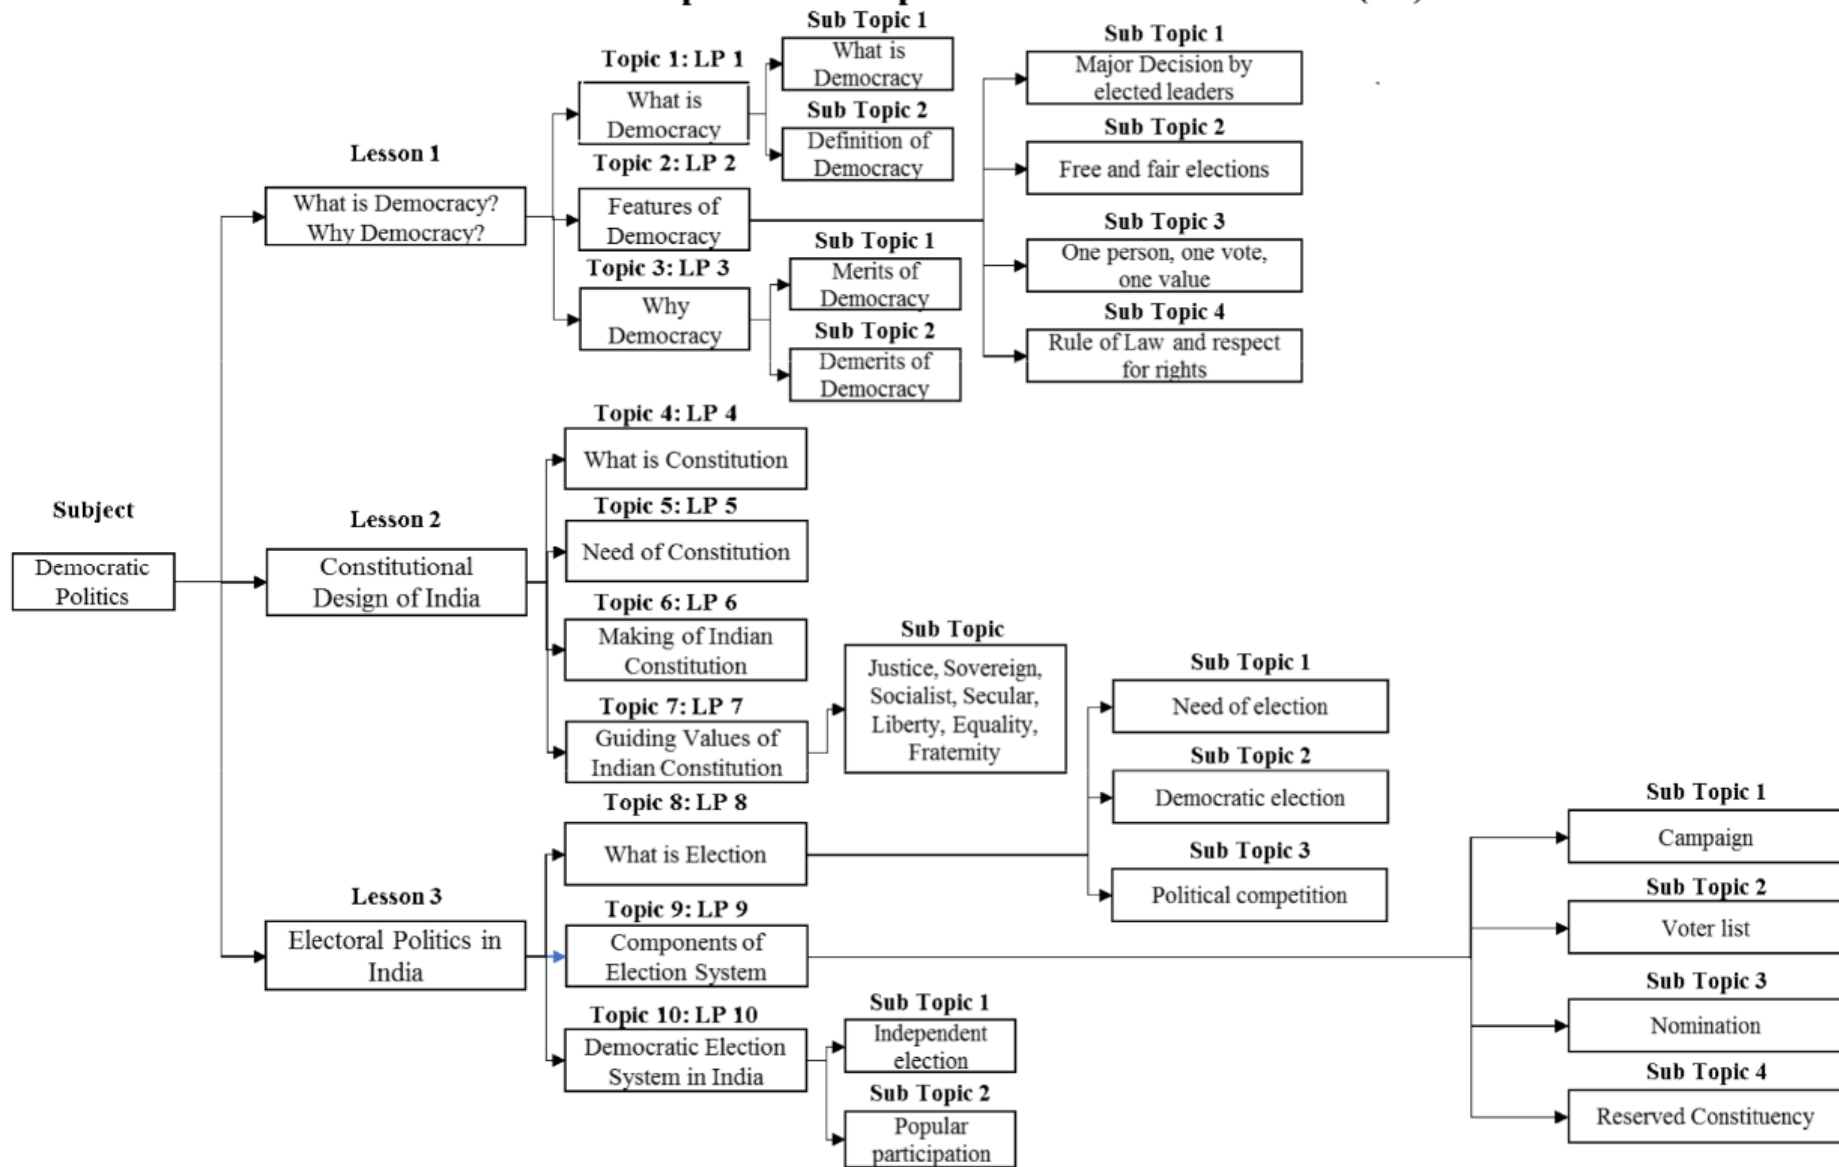 Subject
Democratic
Politics
Lesson 1
What is Democracy?
Why Democracy?
Topic 1: LP 1
What is
Democracy
Sub Topic 1
What is
Democracy
Sub Topic 2
Definition of
Democracy
Topic 2: LP 2
Features of
Democracy
Sub Topic 1
Major Decision by
elected leaders
Sub Topic 2
Free and fair elections
Sub Topic 3
One person, one vote,
one value
Sub Topic 4
Rule of Law and respect
for rights
Topic 3: LP 3
Why
Democracy
Sub Topic 1
Merits of
Democracy
Sub Topic 2
Demerits of
Democracy
Lesson 2
Constitutional
Design of India
Topic 4: LP 4
What is Constitution
Topic 5: LP 5
Need of Constitution
Topic 6: LP 6
Making of Indian
Constitution
Topic 7: LP 7
Guiding Values of
Indian Constitution
Sub Topic
Justice, Sovereign,
Socialist, Secular,
Liberty, Equality,
Fraternity
Lesson 3
Electoral Politics in
India
Topic 8: LP 8
What is Election
Sub Topic 1
Need of election
Sub Topic 2
Democratic election
Sub Topic 3
Political competition
Topic 9: LP 9
Components of
Election System
Sub Topic 1
Campaign
Sub Topic 2
Voter list
Sub Topic 3
Nomination
Sub Topic 4
Reserved Constituency
Topic 10: LP 10
Democratic Election
System in India
Sub Topic 1
Independent
election
Sub Topic 2
Popular
participation